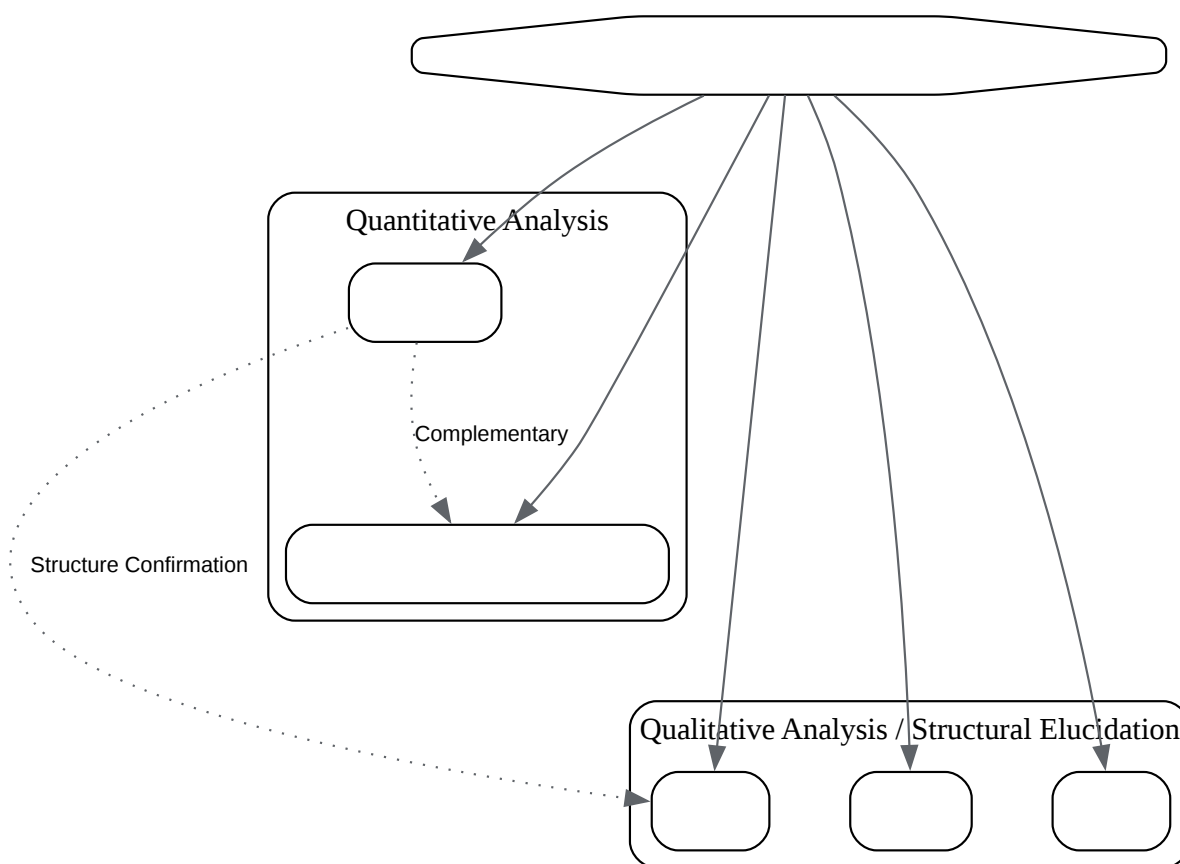 Quantitative Analysis
Complementary
Structure Confirmation
Qualitative Analysis / Structural Elucidation